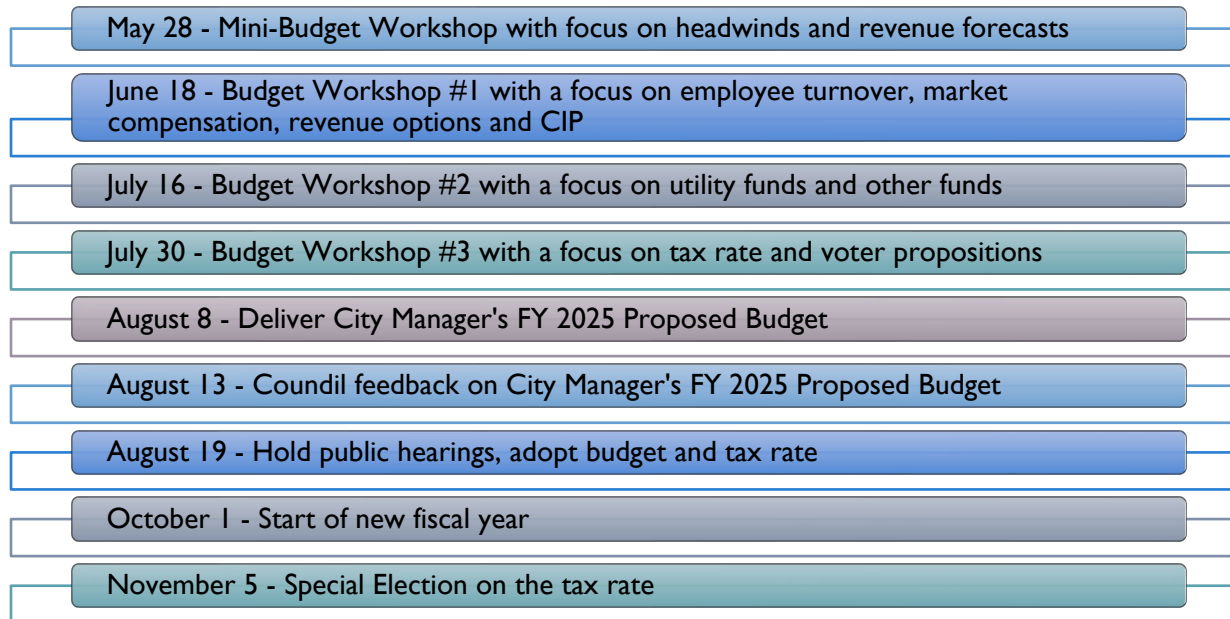 May 28 - Mini-Budget Workshop with focus on headwinds and revenue forecasts
June 18 - Budget Workshop #1 with a focus on employee turnover, market
compensation, revenue options and CIP
July 16 - Budget Workshop #2 with a focus on utility funds and other funds
July 30 - Budget Workshop #3 with a focus on tax rate and voter propositions
August 8 - Deliver City Manager's FY 2025 Proposed Budget
August 13 - Coundil feedback on City Manager's FY 2025 Proposed Budget
August 19 - Hold public hearings, adopt budget and tax rate
October 1 - Start of new fiscal year
November 5 - Special Election on the tax rate